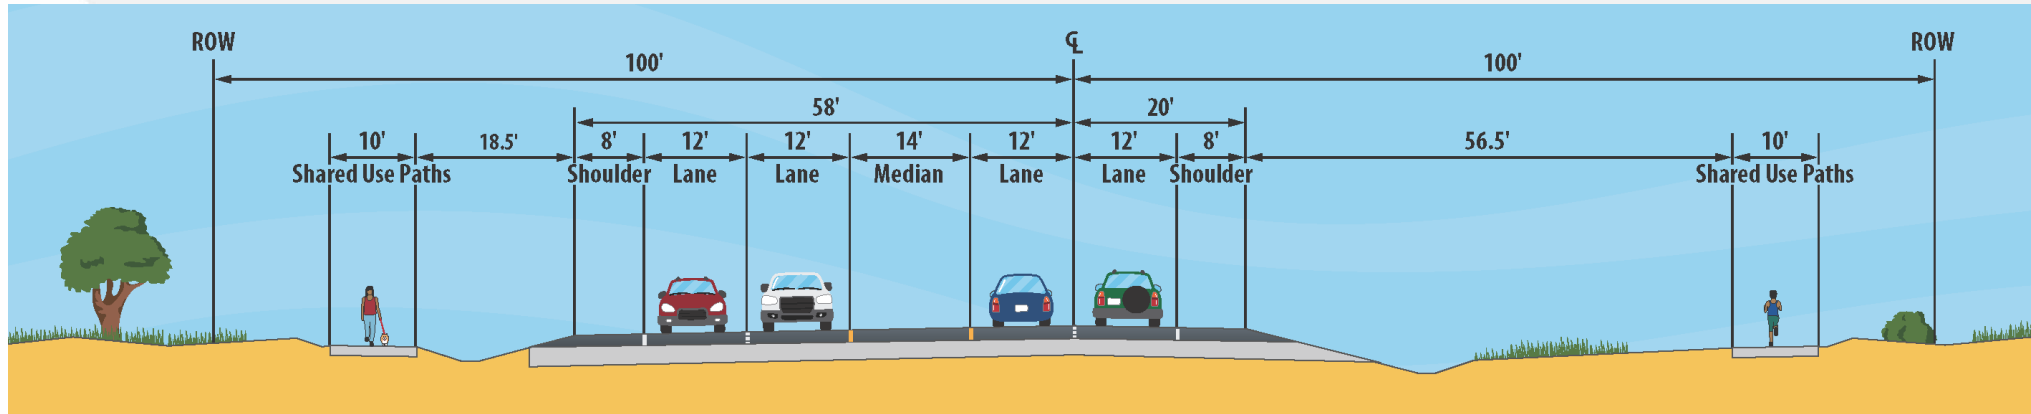 ROW ℄ ROW
100' 100'
58' 20'
10' 18.5' 8' 12' 12' 14' 12' 12' 8' 56.5' 10'
Shared Use Paths Shoulder Lane Lane Median Lane Lane Shoulder Shared Use Paths